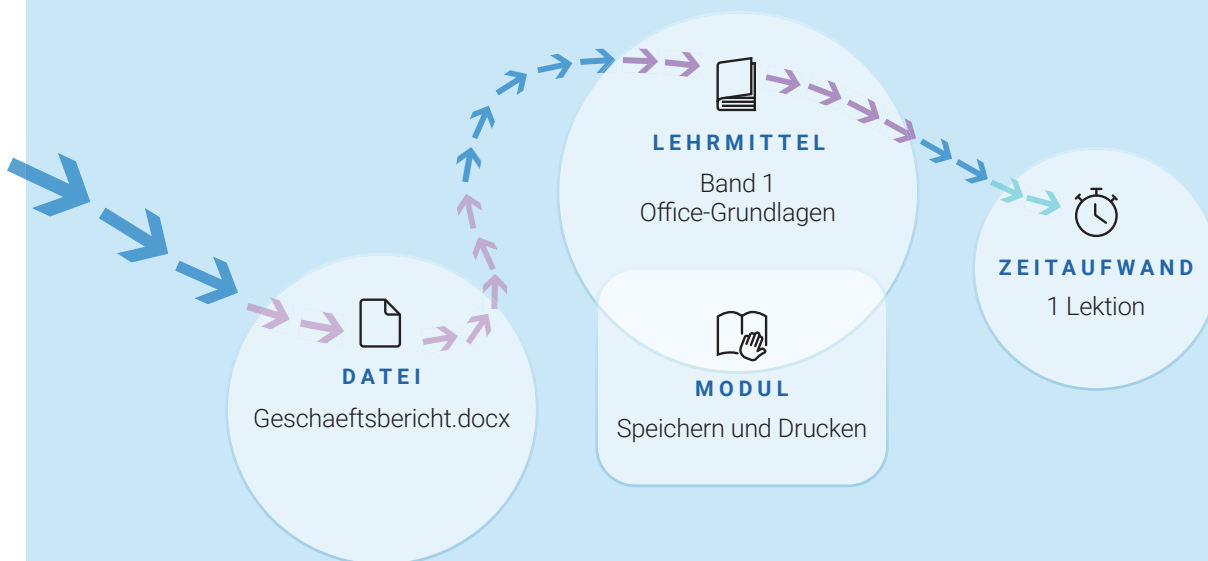 DATEI
Geschaeftsbericht.docx
LEHRMITTEL
Band 1
Office-Grundlagen
MODUL
Speichern und Drucken
ZEITAUFWAND
1 Lektion